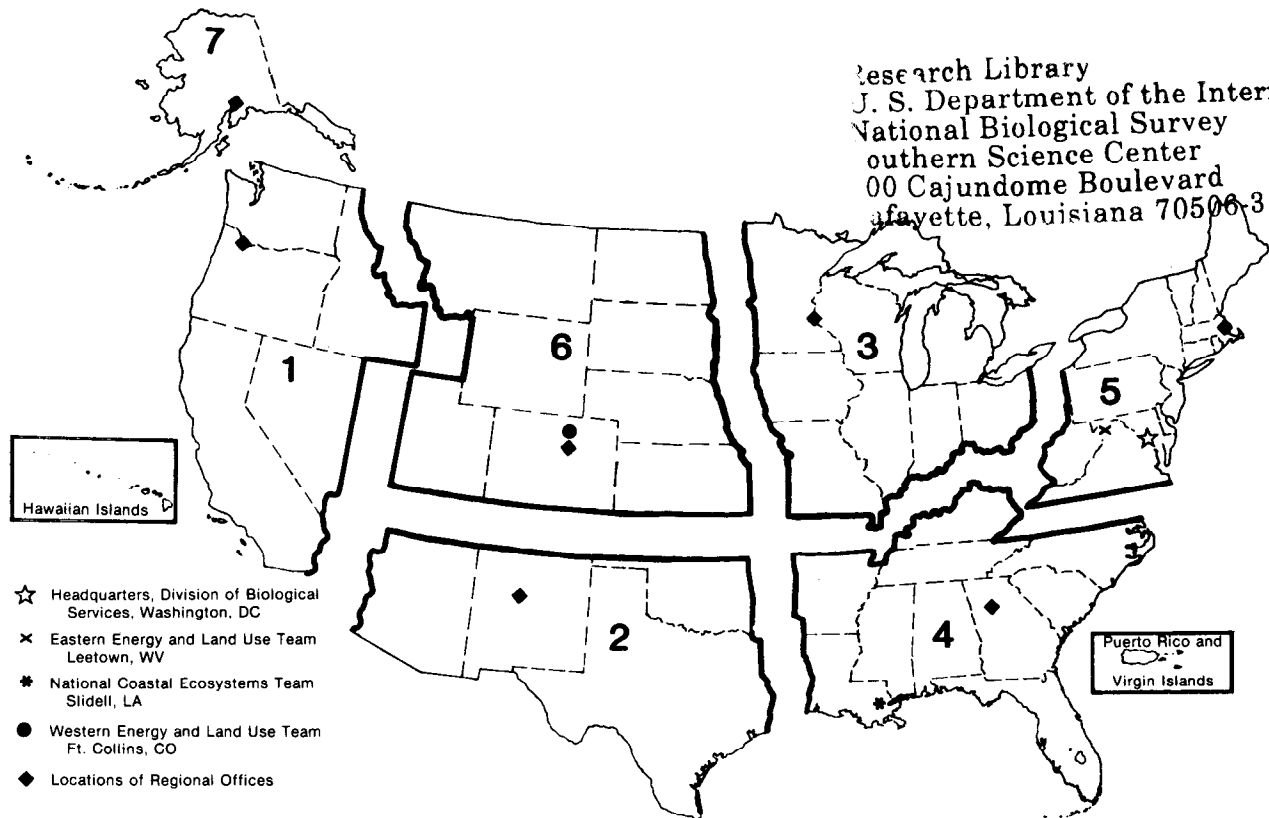 7
esearch Library
U. S. Department of the Inter
National Biological Survey
outhern Science Center
00 Cajundome Boulevard
afayette, Louisiana 70506-3
1
6
3
5
Hawaiian Islands
2
4
Puerto Rico and
Virgin Islands
Headquarters, Division of Biological
Services, Washington, DC
Eastern Energy and Land Use Team
Leetown, WV
National Coastal Ecosystems Team
Slidell, LA
Western Energy and Land Use Team
Ft. Collins, CO
Locations of Regional Offices